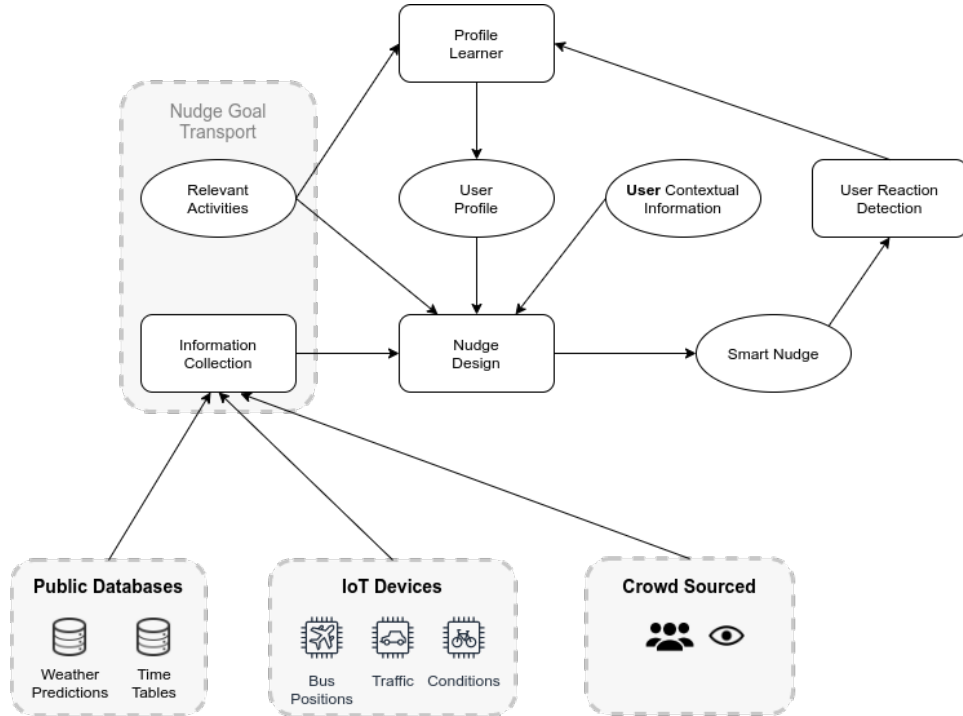 Profile
Learner
Nudge Goal
Transport
Relevant
Activities
User
Profile
User Contextual
Information
User Reaction
Detection
Information
Collection
Nudge
Design
Smart Nudge
Public Databases
Weather
Predictions
Time
Tables
IoT Devices
Bus
Positions
Traffic
Conditions
Crowd Sourced